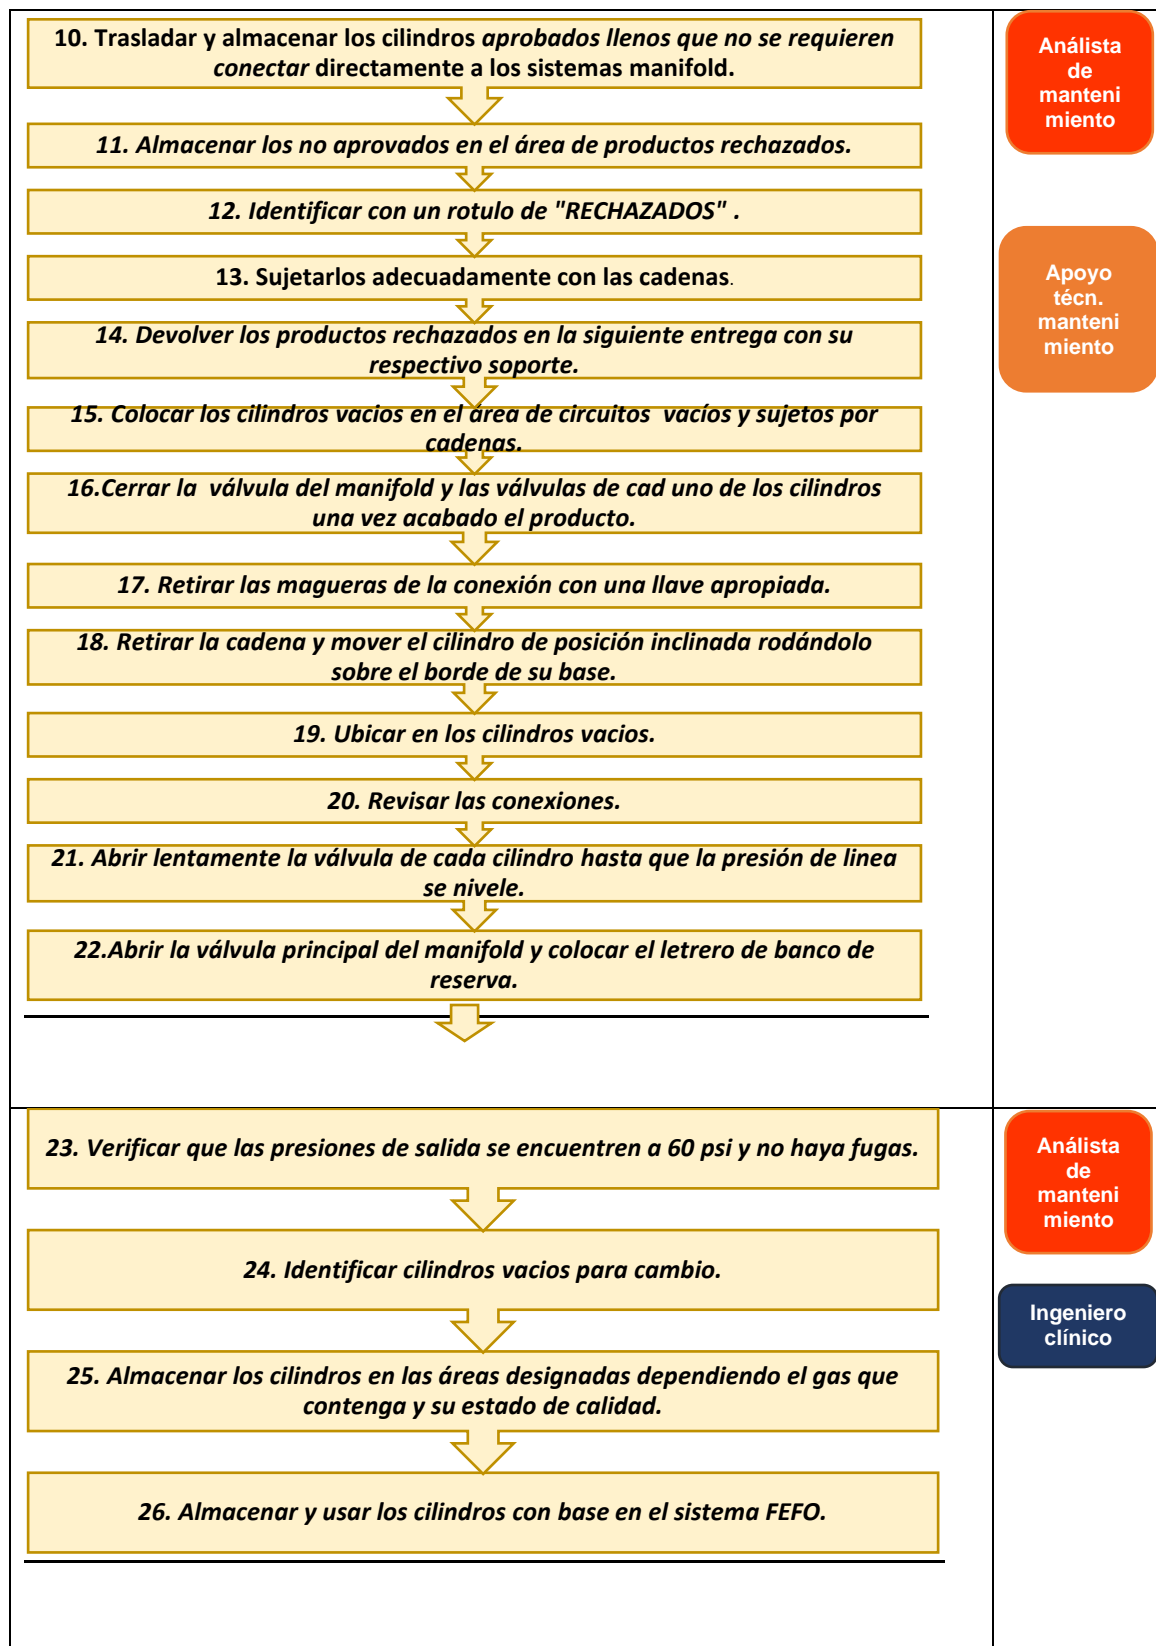 10. Trasladar y almacenar los cilindros aprobados llenos que no se requieren
conectar directamente a los sistemas manifold.
11. Almacenar los no aprovados en el área de productos rechazados.
12. Identificar con un rotulo de "RECHAZADOS" .
13. Sujetarlos adecuadamente con las cadenas.
14. Devolver los productos rechazados en la siguiente entrega con su
respectivo soporte.
15. Colocar los cilindros vacios en el área de circuitos  vacíos y sujetos por
cadenas.
16.Cerrar la  válvula del manifold y las válvulas de cad uno de los cilindros
una vez acabado el producto.
17. Retirar las magueras de la conexión con una llave apropiada.
18. Retirar la cadena y mover el cilindro de posición inclinada rodándolo
sobre el borde de su base.
19. Ubicar en los cilindros vacios.
20. Revisar las conexiones.
21. Abrir lentamente la válvula de cada cilindro hasta que la presión de linea
se nivele.
22.Abrir la válvula principal del manifold y colocar el letrero de banco de
reserva.
Análista
de
manteni
miento
Apoyo
técn.
manteni
miento
23. Verificar que las presiones de salida se encuentren a 60 psi y no haya fugas.
24. Identificar cilindros vacios para cambio.
25. Almacenar los cilindros en las áreas designadas dependiendo el gas que
contenga y su estado de calidad.
26. Almacenar y usar los cilindros con base en el sistema FEFO.
Análista
de
manteni
miento
Ingeniero
clínico